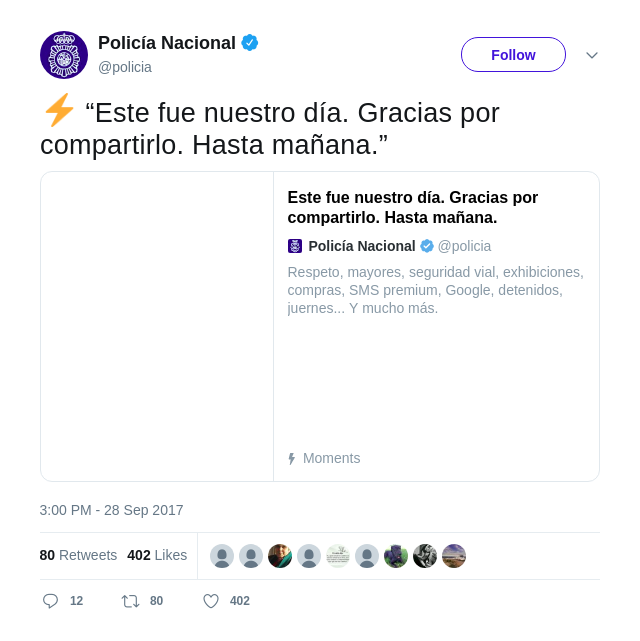 Policía Nacional
@policia
Follow
⚡ “Este fue nuestro día. Gracias por
compartirlo. Hasta mañana.”
Este fue nuestro día. Gracias por
compartirlo. Hasta mañana.
Policía Nacional @policia
Respeto, mayores, seguridad vial, exhibiciones,
compras, SMS premium, Google, detenidos,
juernes... Y mucho más.
Moments
3:00 PM - 28 Sep 2017
80 Retweets 402 Likes
12 80 402